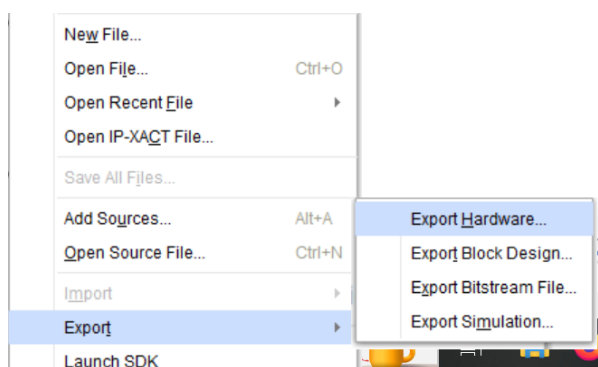 New File...
Open File... Ctrl+O
Open Recent File
Open IP-XACT File...
Save All Files...
Add Sources... Alt+A
Open Source File... Ctrl+N
Import
Export
Launch SDK
Export Hardware...
Export Block Design...
Export Bitstream File...
Export Simulation...